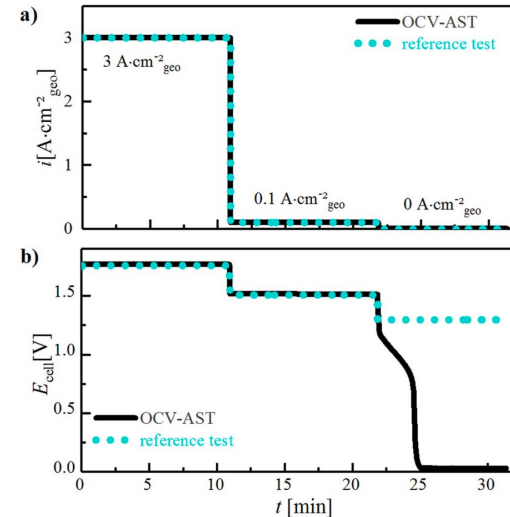 a)
OCV-AST
reference test
3
2
1
0
i[A·cm⁻²geo]
3 A·cm⁻²geo
0.1 A·cm⁻²geo
0 A·cm⁻²geo
b)
1.5
1.0
0.5
0.0
Ecell[V]
OCV-AST
reference test
0 5 10 15 20 25 30
t [min]